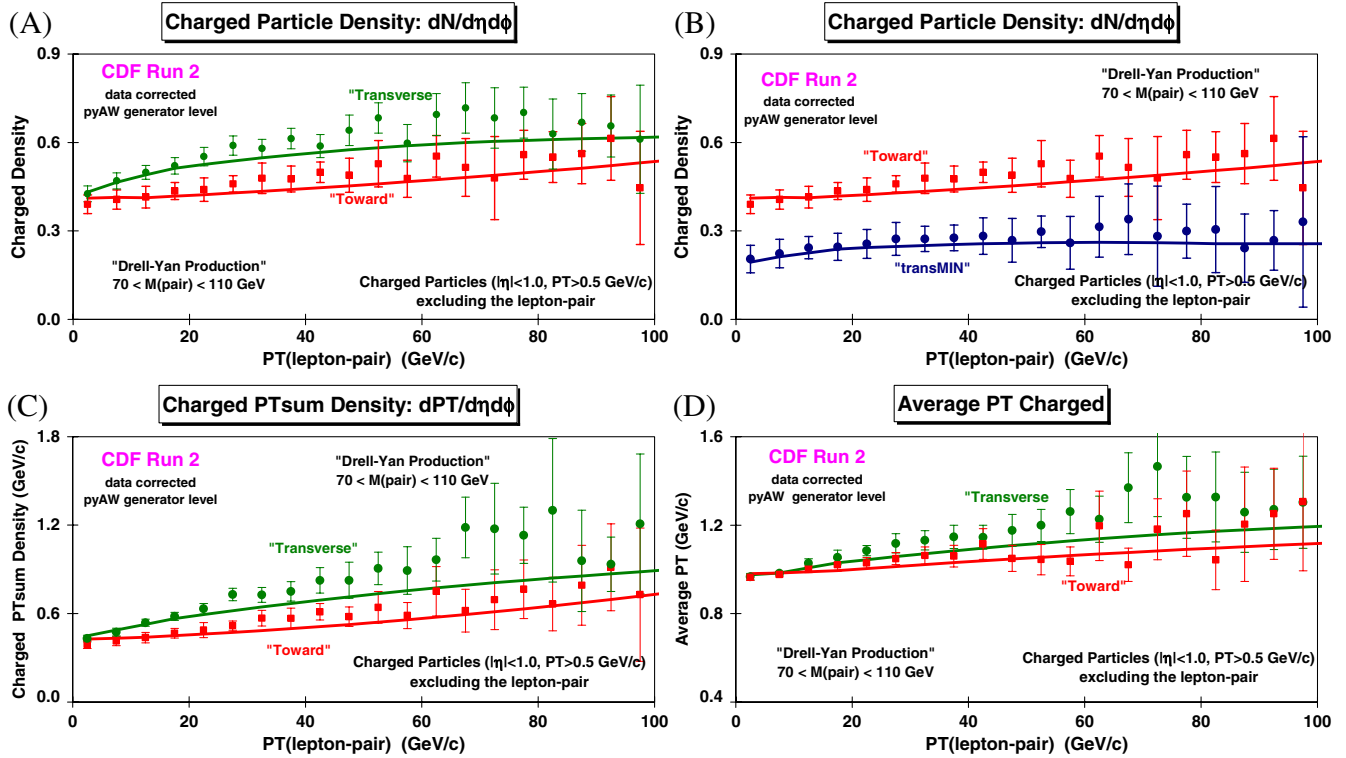 (A)
Charged Particle Density: dN/dηdϕ
0.9
0.6
0.3
0.0
Charged Density
CDF Run 2
data corrected
pyAW generator level
"Transverse
"Toward"
"Drell-Yan Production"
70 < M(pair) < 110 GeV
Charged Particles (|η|<1.0, PT>0.5 GeV/c)
excluding the lepton-pair
0 20 40 60 80 100
PT(lepton-pair) (GeV/c)
(B)
Charged Particle Density: dN/dηdϕ
0.9
0.6
0.3
0.0
Charged Density
CDF Run 2
data corrected
pyAW generator level
"Drell-Yan Production"
70 < M(pair) < 110 GeV
"Toward"
"transMIN"
Charged Particles (|η|<1.0, PT>0.5 GeV/c)
excluding the lepton-pair
0 20 40 60 80 100
PT(lepton-pair) (GeV/c)
(C)
Charged PTsum Density: dPT/dηdϕ
1.8
1.2
0.6
0.0
Charged PTsum Density (GeV/c)
CDF Run 2
data corrected
pyAW generator level
"Drell-Yan Production"
70 < M(pair) < 110 GeV
"Transverse"
"Toward"
Charged Particles (|η|<1.0, PT>0.5 GeV/c)
excluding the lepton-pair
0 20 40 60 80 100
PT(lepton-pair) (GeV/c)
(D)
Average PT Charged
1.6
1.2
0.8
0.4
Average PT (GeV/c)
CDF Run 2
data corrected
pyAW generator level
"Transverse
"Toward"
"Drell-Yan Production"
70 < M(pair) < 110 GeV
Charged Particles (|η|<1.0, PT>0.5 GeV/c)
excluding the lepton-pair
0 20 40 60 80 100
PT(lepton-pair) (GeV/c)